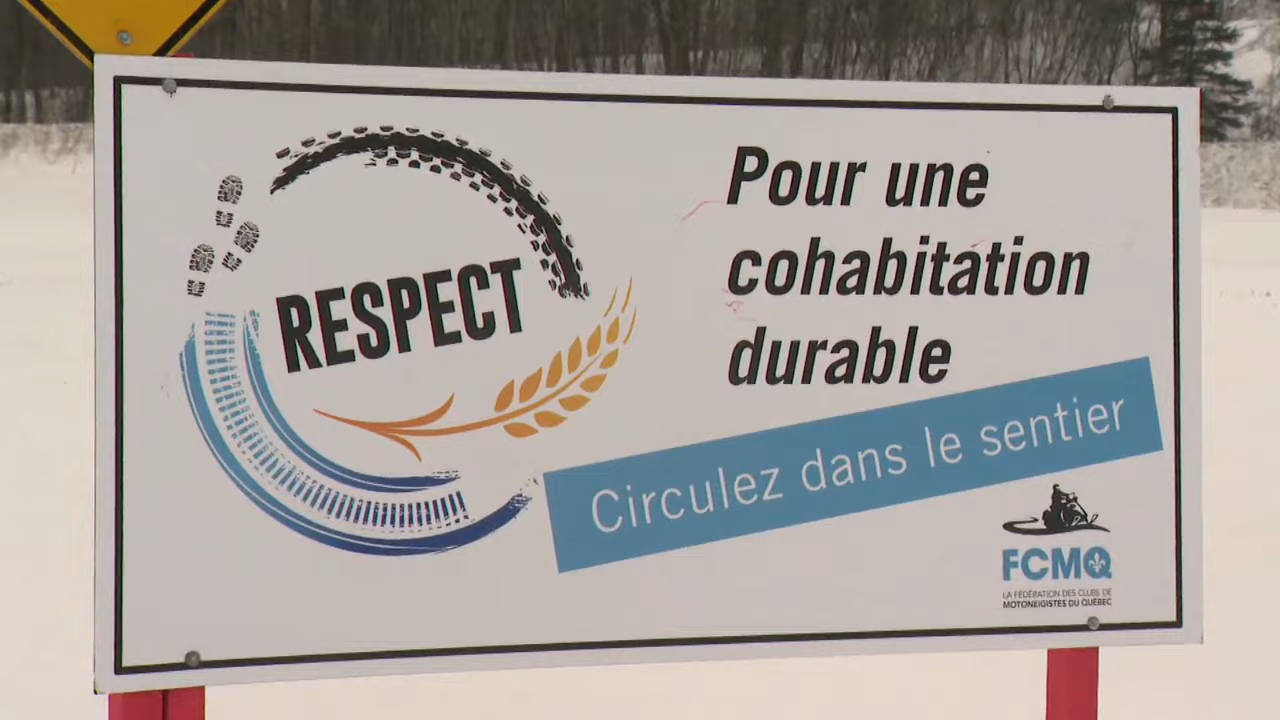 RESPECT
Pour une
cohabitation
durable
Circulez dans le sentier
FCMQ
LA FÉDÉRATION DES CLUBS DE
MOTONEIGISTES DU QUÉBEC